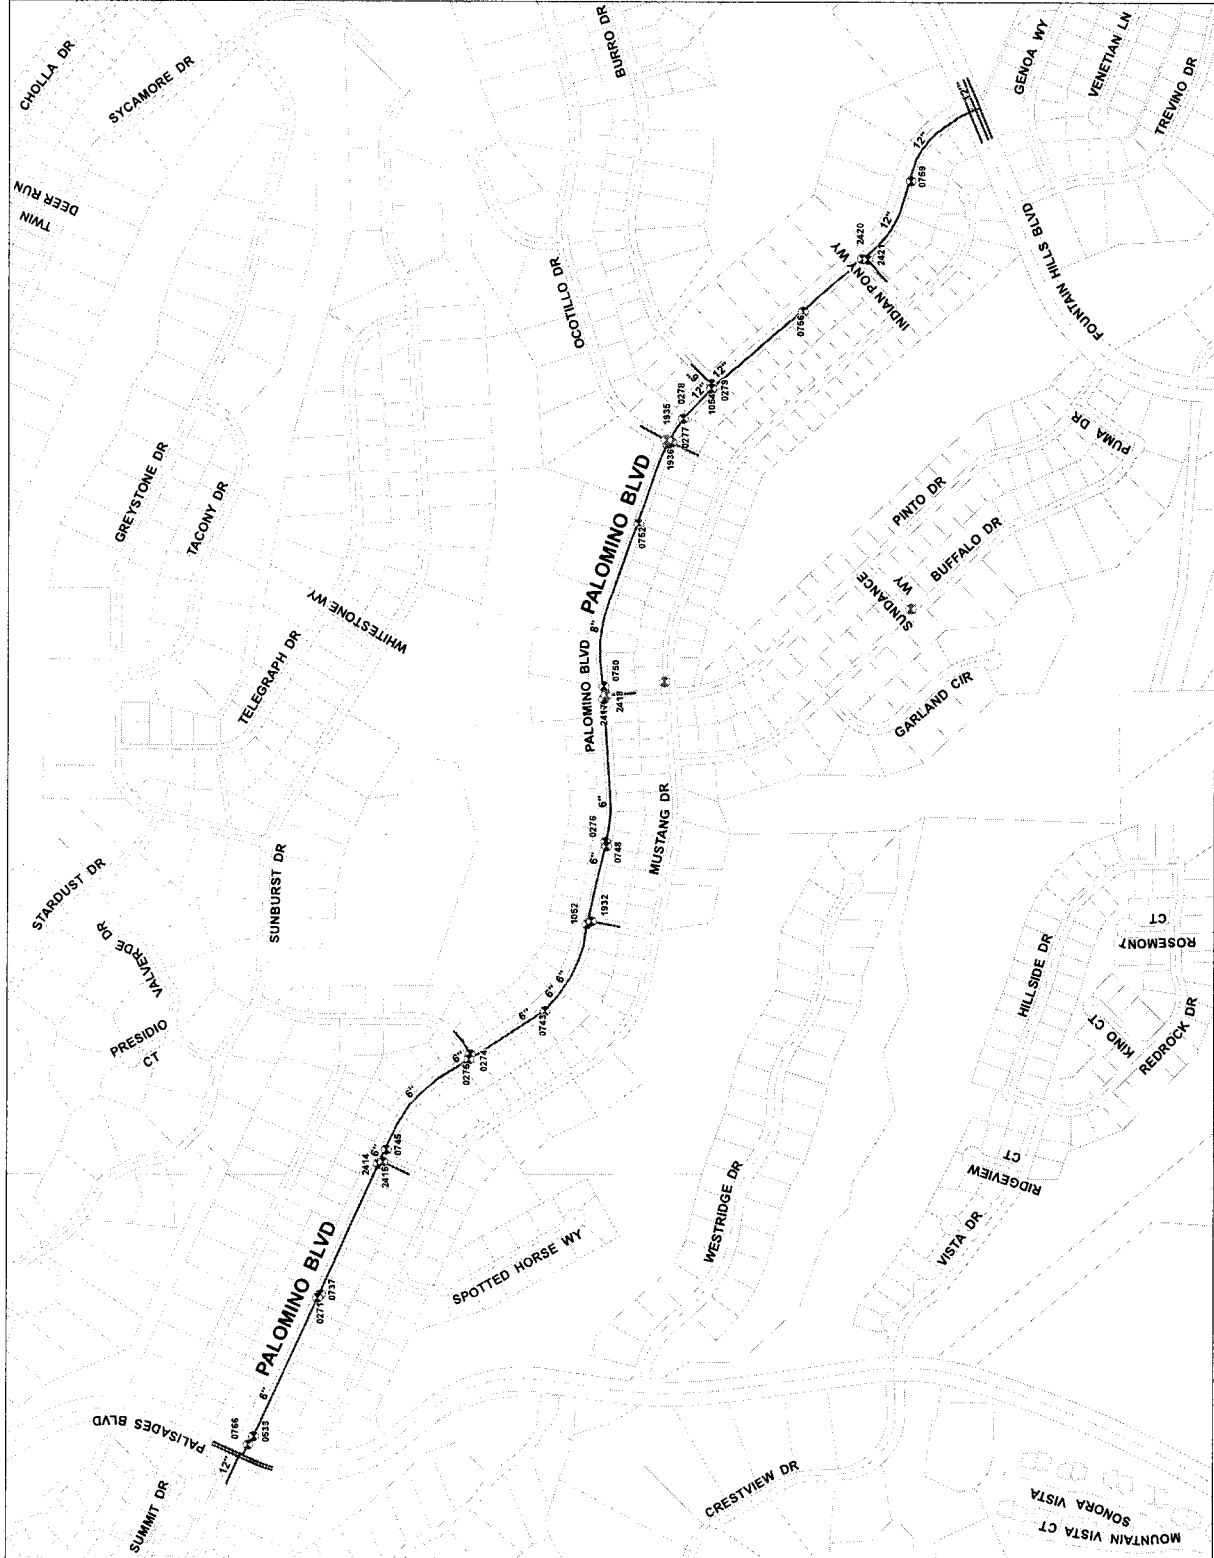 CHOLLA DR
SYCAMORE DR
TWIN
DEER RUN
BURRO DR
GENOA WY
VENETIAN LN
TREVINO DR
12"
12"
0759
12"
2420
2421
INDIAN PONY WY
FOUNTAIN HILLS BLVD
OCOTILLO DR
0756
12"
6"
12"
1054
0279
0278
0277
1935
1936
PALOMINO BLVD
0752
GREYSTONE DR
TACONY DR
WHITESTONE WY
TELEGRAPH DR
PUMA DR
PINTO DR
BUFFALO DR
SUNDANCE
WY
GARLAND CIR
8"
PALOMINO BLVD
0750
2418
6"
0276
0748
6"
MUSTANG DR
STARDUST DR
SUNBURST DR
VALVERDE DR
PRESIDIO
CT
1052
1932
6"
6"
0743
6"
6"
0274
6"
HILLSIDE DR
ROSEMONT
CT
KINO CT
REDROCK DR
2414
6"
0745
RIDGEVIEW
CT
WESTRIDGE DR
VISTA DR
SPOTTED HORSE WY
PALOMINO BLVD
0271
0737
6"
PALISADES BLVD
0766
0533
12"
SUMMIT DR
CRESTVIEW DR
SONORA VISTA
MOUNTAIN VISTA CT